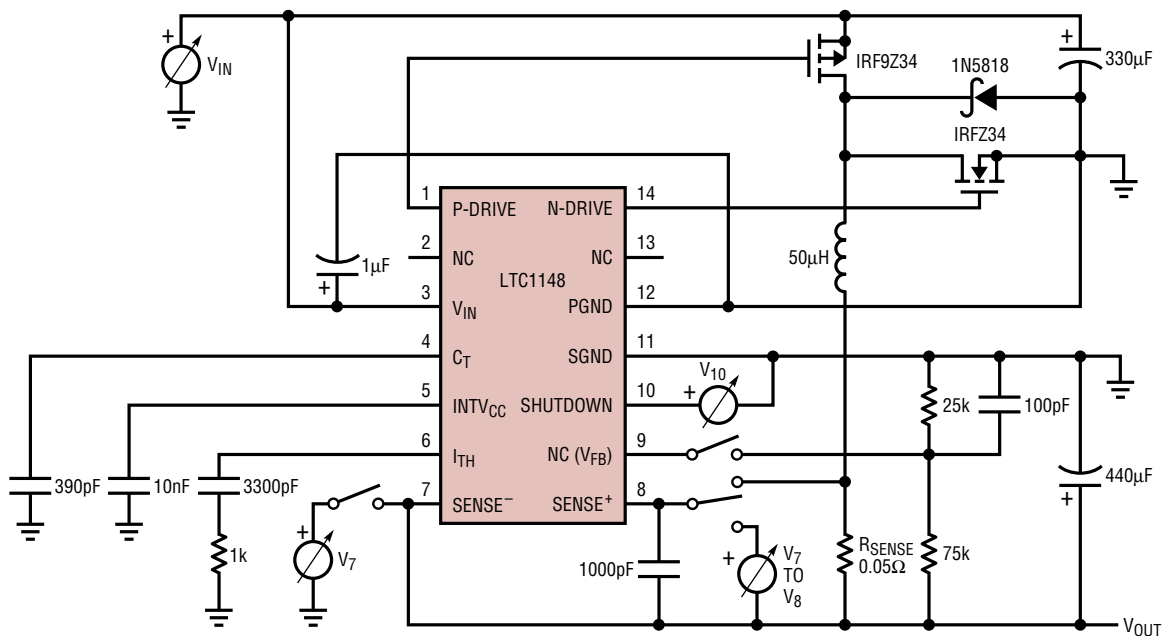 +
V_IN
IRF9Z34
1N5818
+
330μF
IRFZ34
1
P-DRIVE
N-DRIVE
14
2
NC
NC
13
50μH
1μF
+
LTC1148
3
V_IN
PGND
12
4
C_T
SGND
11
V_10
+
5
INTV_CC
SHUTDOWN
10
25k
100pF
6
I_TH
NC (V_FB)
9
390pF
10nF
3300pF
440μF
+
7
SENSE⁻
SENSE⁺
8
+
V_7
1k
1000pF
+
V_7
TO
V_8
R_SENSE
0.05Ω
75k
V_OUT